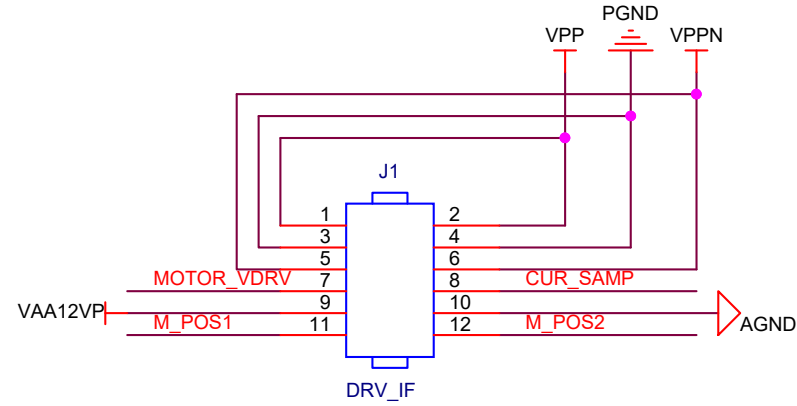 PGND
VPP VPPN
J1
1 2
3 4
5 6
MOTOR_VDRV 7 8 CUR_SAMP
VAA12VP 9 10 AGND
M_POS1 11 12 M_POS2
DRV_IF